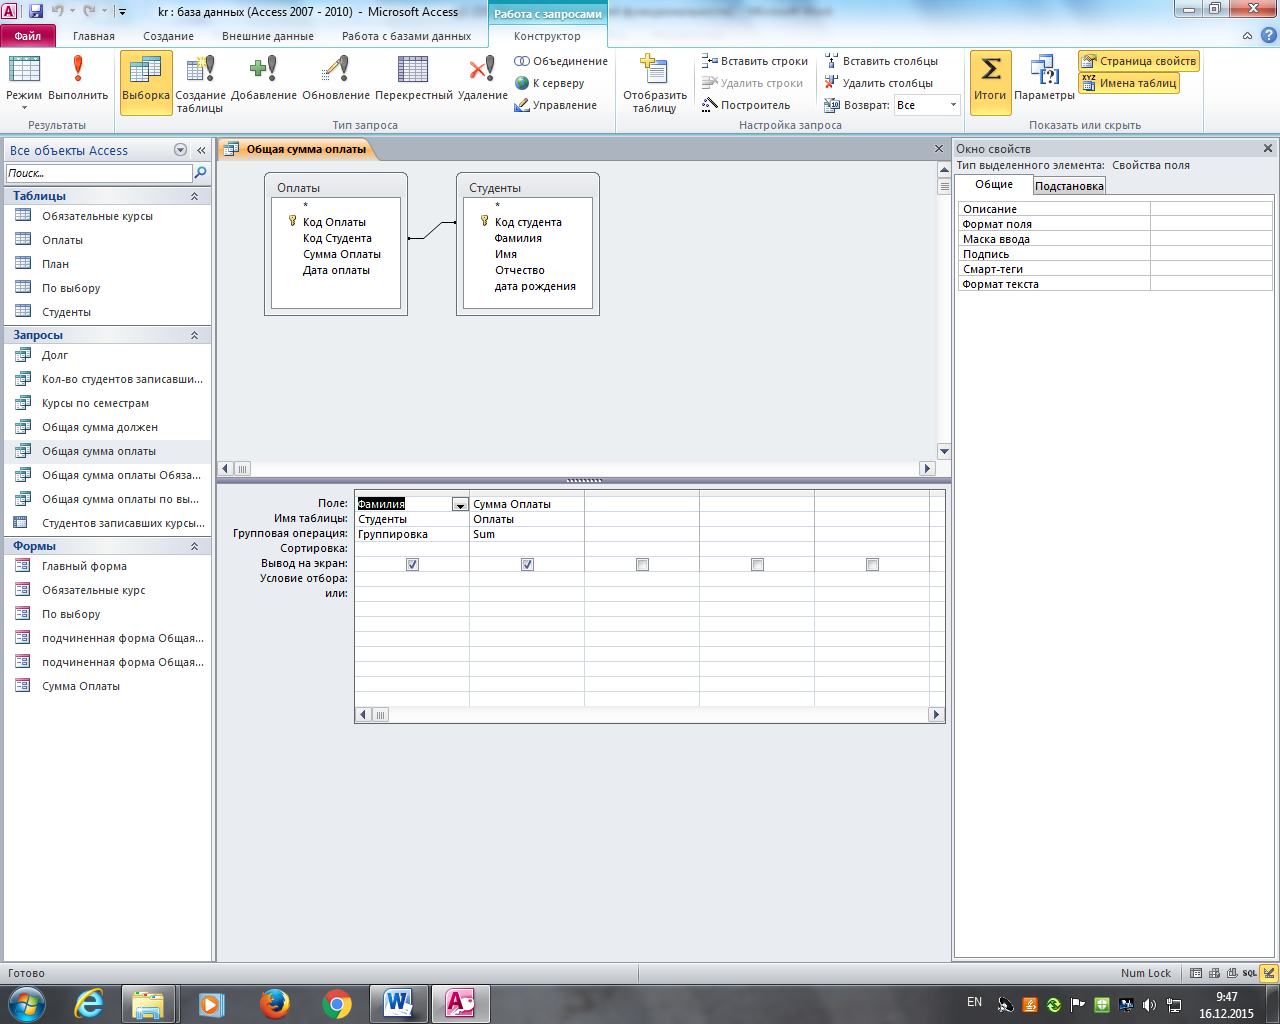 kr : база данных (Access 2007 - 2010) - Microsoft Access
Работа с запросами
Файл
Главная
Создание
Внешние данные
Работа с базами данных
Конструктор
Режим
Выполнить
Результаты
Выборка
Создание таблицы
Добавление
Обновление
Перекрестный
Удаление
Объединение
К серверу
Управление
Тип запроса
Отобразить таблицу
Вставить строки
Удалить строки
Построитель
Вставить столбцы
Удалить столбцы
Возврат: Все
Настройка запроса
Итоги
Параметры
Страница свойств
Имена таблиц
Показать или скрыть
Все объекты Access
Поиск...
Таблицы
Обязательные курсы
Оплаты
План
По выбору
Студенты
Запросы
Долг
Кол-во студентов записавши...
Курсы по семестрам
Общая сумма должен
Общая сумма оплаты
Общая сумма оплаты Обяза...
Общая сумма оплаты по вы...
Студентов записавших курсы...
Формы
Главный форма
Обязательные курс
По выбору
подчиненная форма Общая...
подчиненная форма Общая...
Сумма Оплаты
Общая сумма оплаты
Оплаты
*
Код Оплаты
Код Студента
Сумма Оплаты
Дата оплаты
Студенты
*
Код студента
Фамилия
Имя
Отчество
дата рождения
Поле: Фамилия Сумма Оплаты
Имя таблицы: Студенты Оплаты
Групповая операция: Группировка Sum
Сортировка:
Вывод на экран:
Условие отбора:
или:
Окно свойств
Тип выделенного элемента: Свойства поля
Общие
Подстановка
Описание
Формат поля
Маска ввода
Подпись
Смарт-теги
Формат текста
Готово
Num Lock
SQL
EN
9:47
16.12.2015